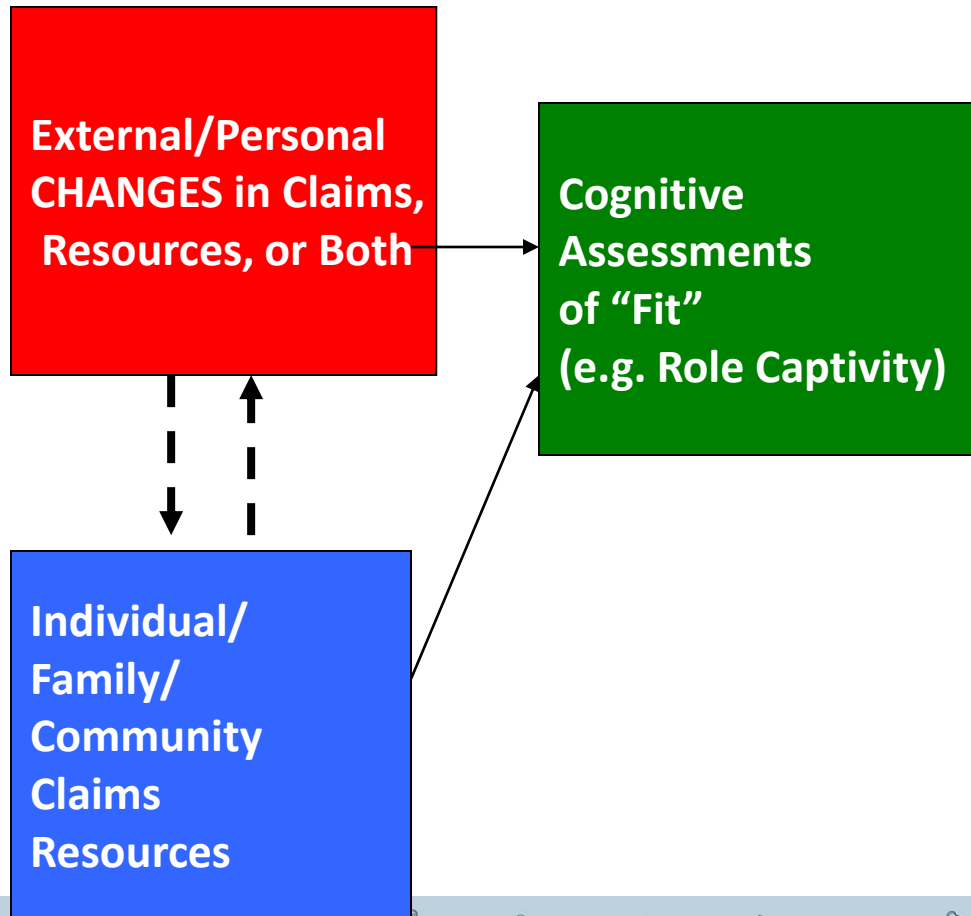 External/Personal
CHANGES in Claims,
Resources, or Both
Cognitive
Assessments
of “Fit”
(e.g. Role Captivity)
Individual/
Family/
Community
Claims
Resources